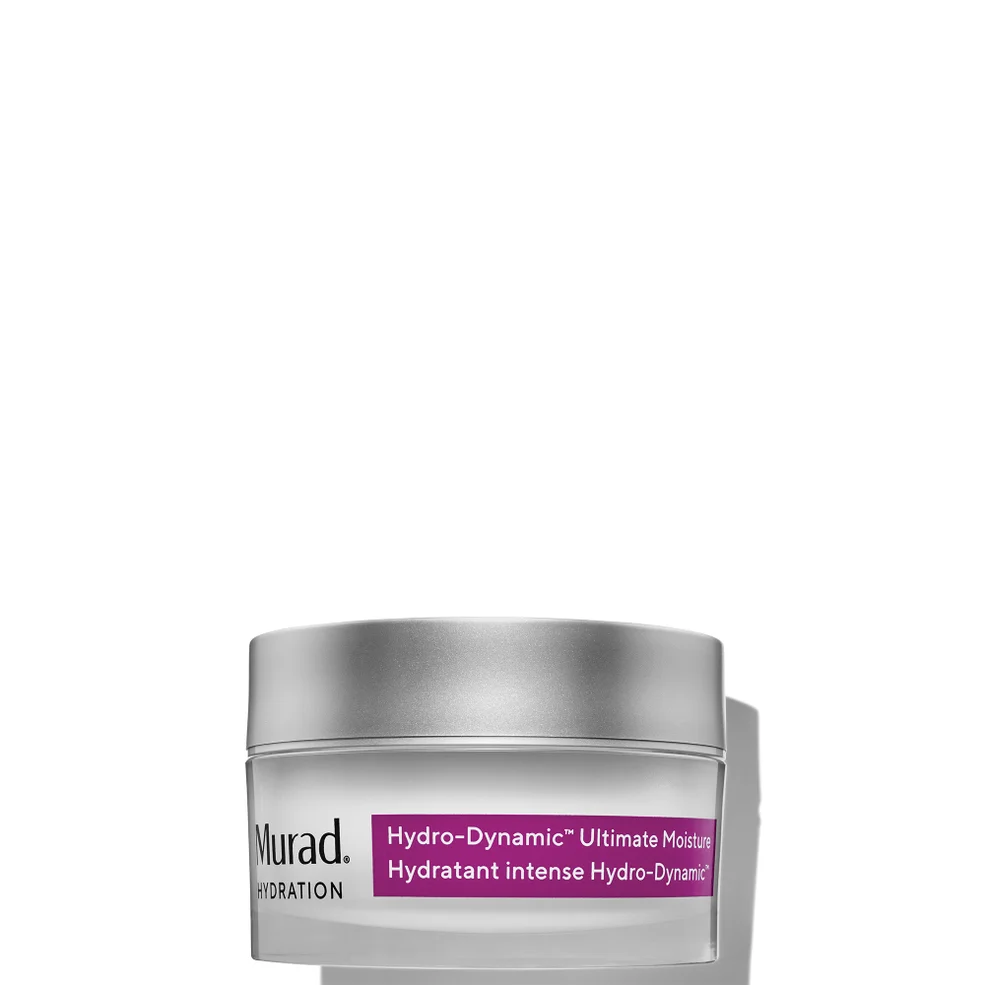 Murad®
HYDRATION
Hydro-Dynamic™ Ultimate Moisture
Hydratant intense Hydro-Dynamic™